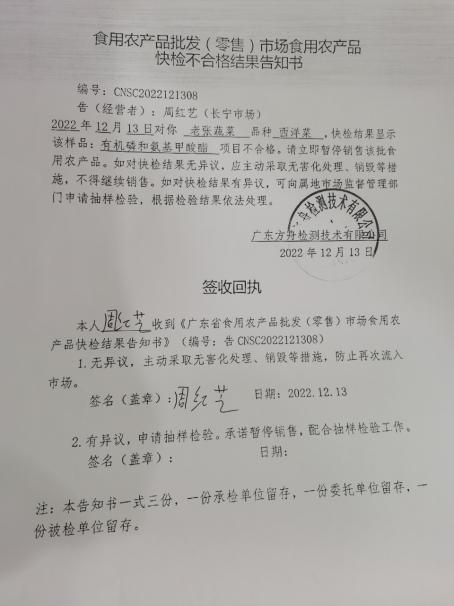 食用农产品批发（零售）市场食用农产品
快检不合格结果告知书
编号：CNSC2022121308
告（经营者）：周红艺（长宁市场）
2022年12月13日对你 老张蔬菜 品种 西洋菜，快检结果显示
该样品：有机磷和氨基甲酸酯 项目不合格。请立即暂停销售该批食
用农产品。如对快检结果无异议，应主动采取无害化处理、销毁等措
施，不得继续销售。如对快检结果有异议，可向属地市场监督管理部
门申请抽样检验，根据检验结果依法处理。
广东方舟检测技术有限公司
2022年12月13日
签收回执
本人周红艺收到《广东省食用农产品批发（零售）市场食用农
产品快检结果告知书》（编号：告CNSC2022121308）
1.无异议，主动采取无害化处理、销毁等措施，防止再次流入
市场。
签名（盖章）：周红艺 日期：2022.12.13
2.有异议，申请抽样检验。承诺暂停销售，配合抽样检验工作。
签名（盖章）： 日期：
注：本告知书一式三份，一份承检单位留存，一份委托单位留存，一
份被检单位留存。